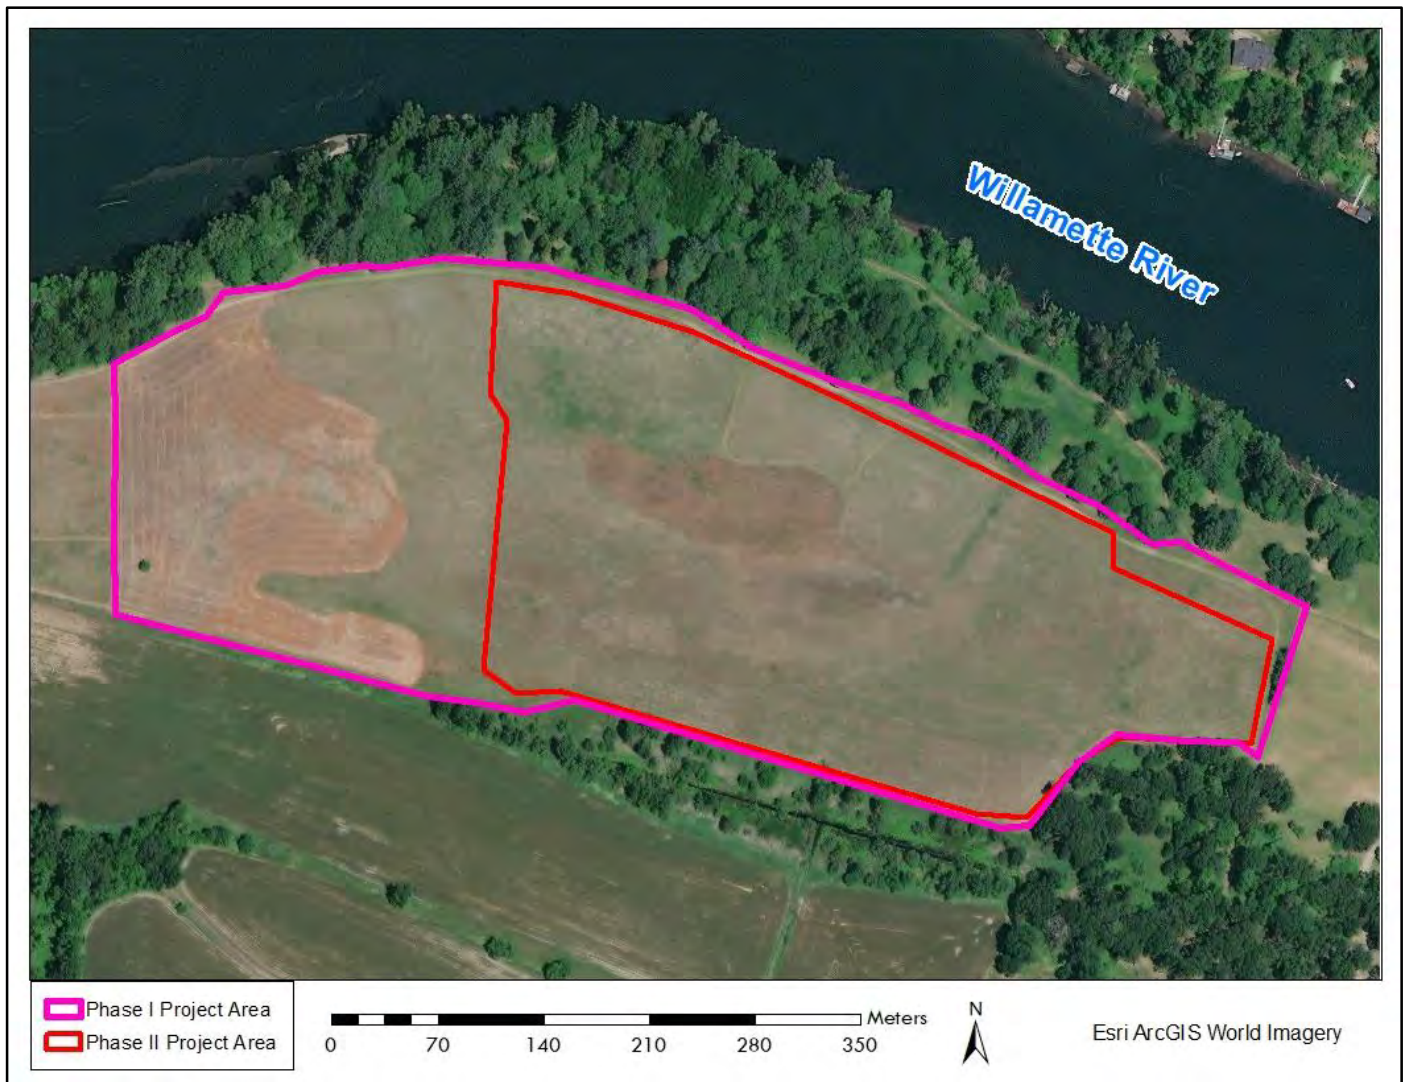 Willamette River
Phase I Project Area
Phase II Project Area
Meters
0 70 140 210 280 350
N
Esri ArcGIS World Imagery